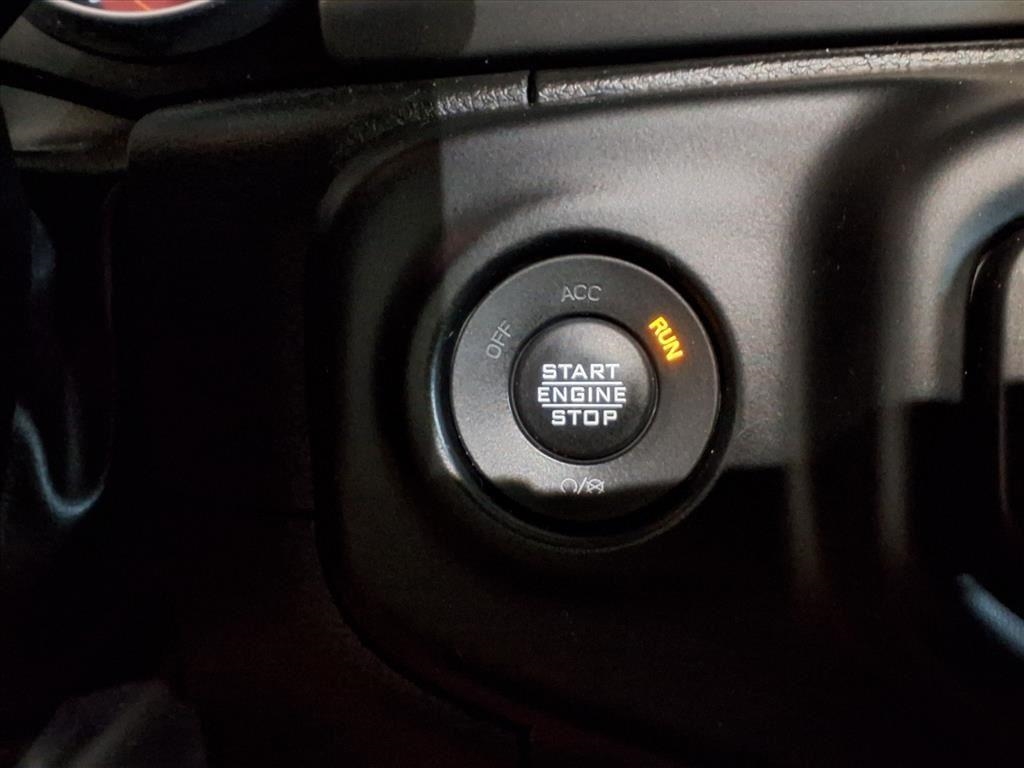 ACC
OFF
RUN
START
ENGINE
STOP